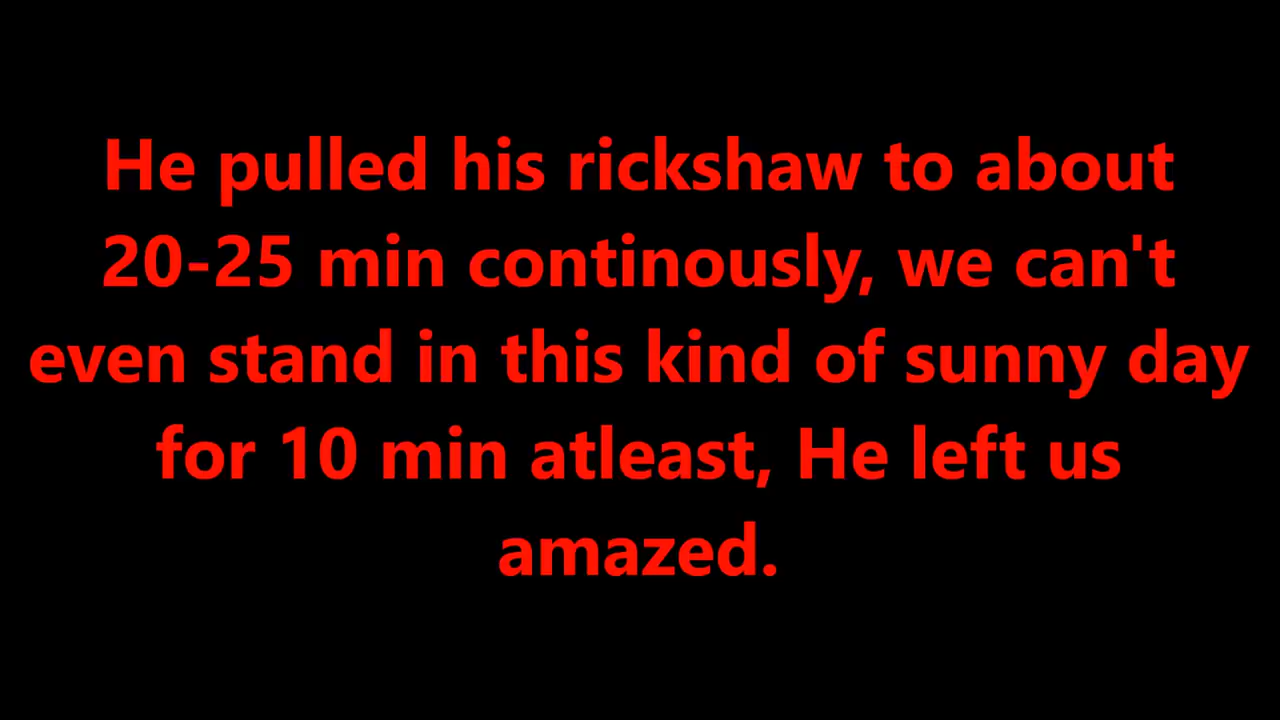 He pulled his rickshaw to about
20-25 min continously, we can't
even stand in this kind of sunny day
for 10 min atleast, He left us
amazed.